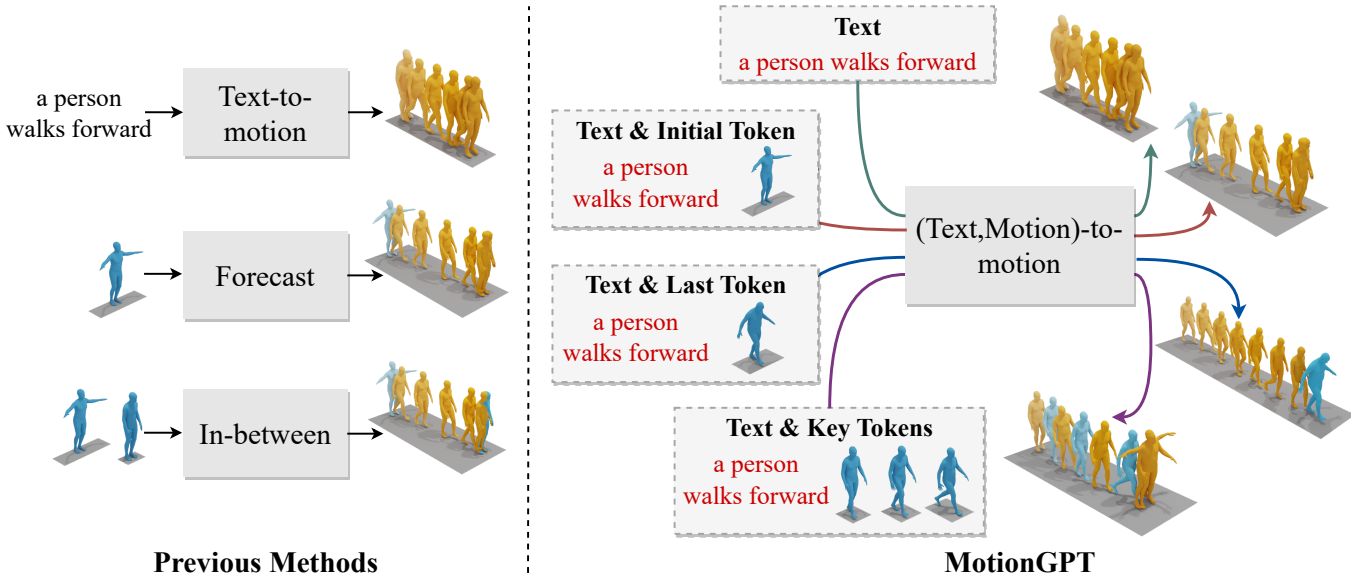 a person
walks forward
Text-to-
motion
Forecast
In-between
Previous Methods
Text
a person walks forward
Text & Initial Token
a person
walks forward
Text & Last Token
a person
walks forward
Text & Key Tokens
a person
walks forward
(Text,Motion)-to-
motion
MotionGPT